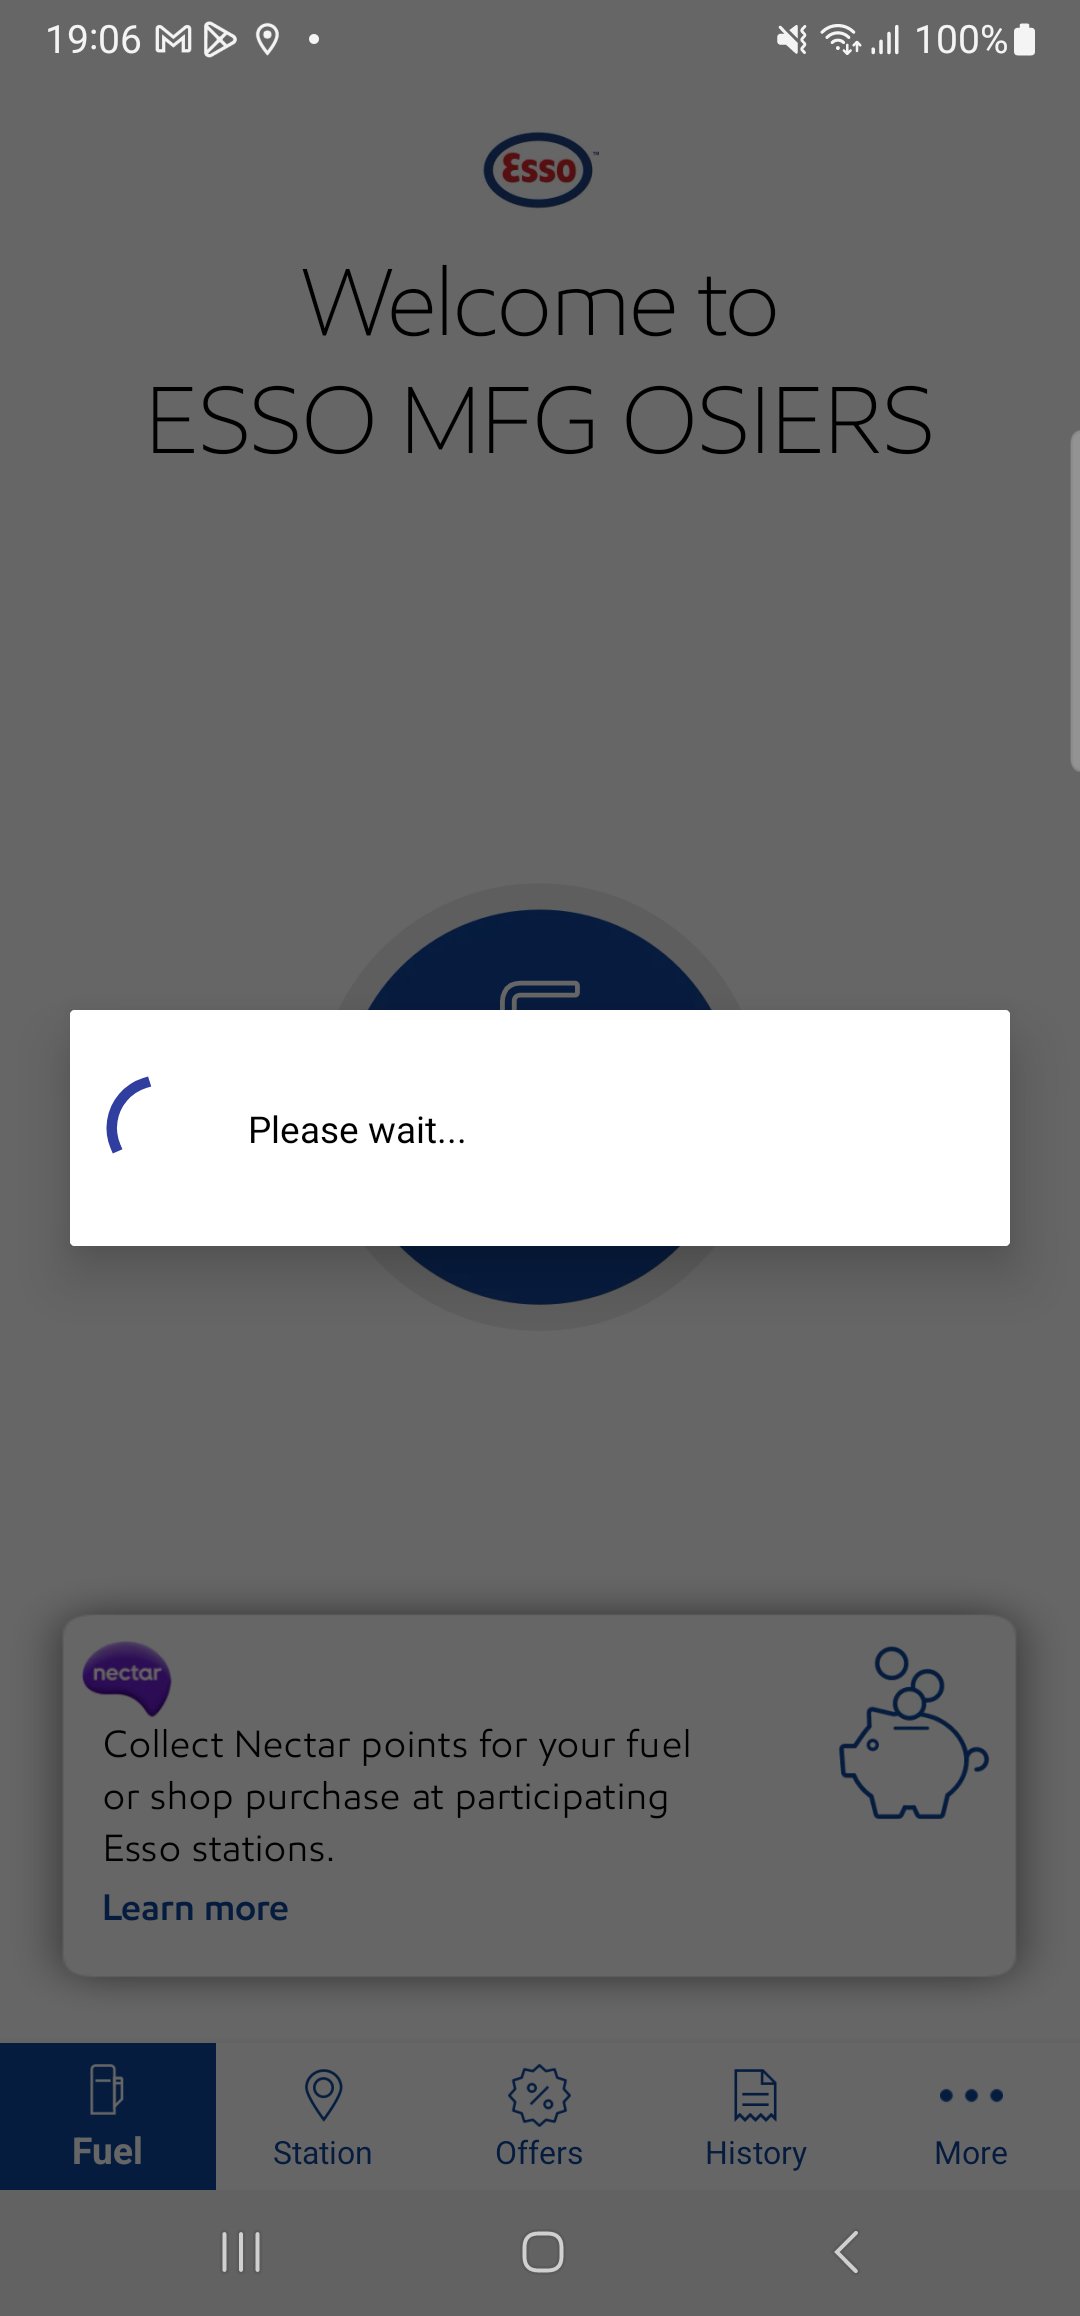 19:06
100%
Esso
Welcome to
ESSO MFG OSIERS
Please wait...
nectar
Collect Nectar points for your fuel
or shop purchase at participating
Esso stations.
Learn more
Fuel
Station
Offers
History
More